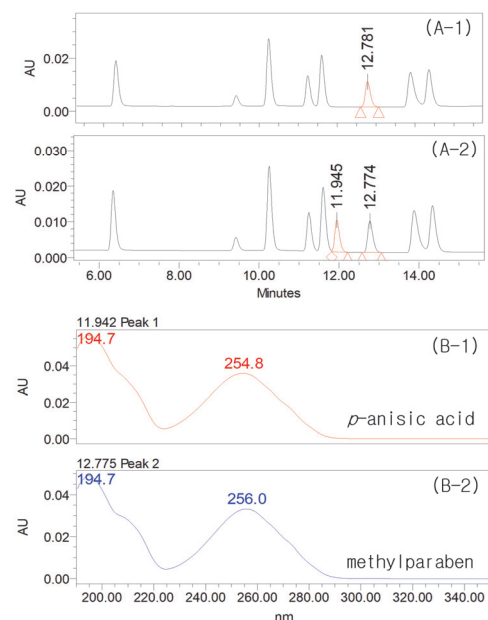 (A-1)
12.781
AU
0.02
0.00
(A-2)
0.030
0.020
0.010
0.000
AU
11.945
12.774
6.00 8.00 10.00 12.00 14.00
Minutes
11.942 Peak 1
194.7
254.8
(B-1)
AU
0.04
0.02
0.00
p-anisic acid
12.775 Peak 2
194.7
256.0
(B-2)
AU
0.04
0.02
0.00
methylparaben
200.00 220.00 240.00 260.00 280.00 300.00 320.00 340.00
nm